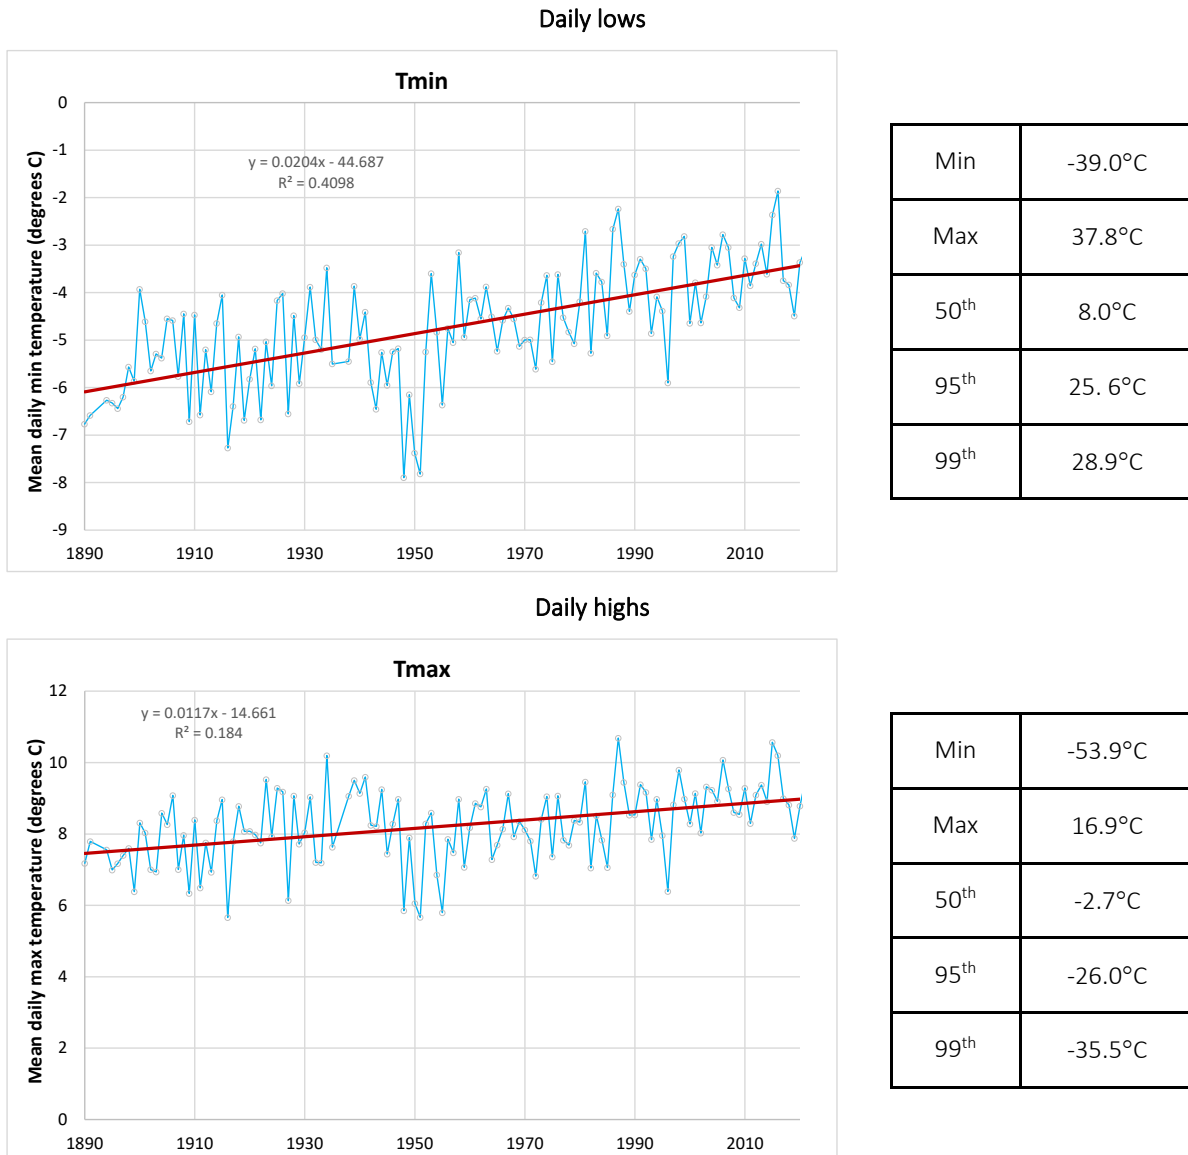 Daily lows
Tmin
y = 0.0204x - 44.687
R² = 0.4098
Mean daily min temperature (degrees C)
0
-1
-2
-3
-4
-5
-6
-7
-8
-9
1890 1910 1930 1950 1970 1990 2010
Min -39.0°C
Max 37.8°C
50th 8.0°C
95th 25. 6°C
99th 28.9°C
Daily highs
Tmax
y = 0.0117x - 14.661
R² = 0.184
Mean daily max temperature (degrees C)
12
10
8
6
4
2
0
1890 1910 1930 1950 1970 1990 2010
Min -53.9°C
Max 16.9°C
50th -2.7°C
95th -26.0°C
99th -35.5°C